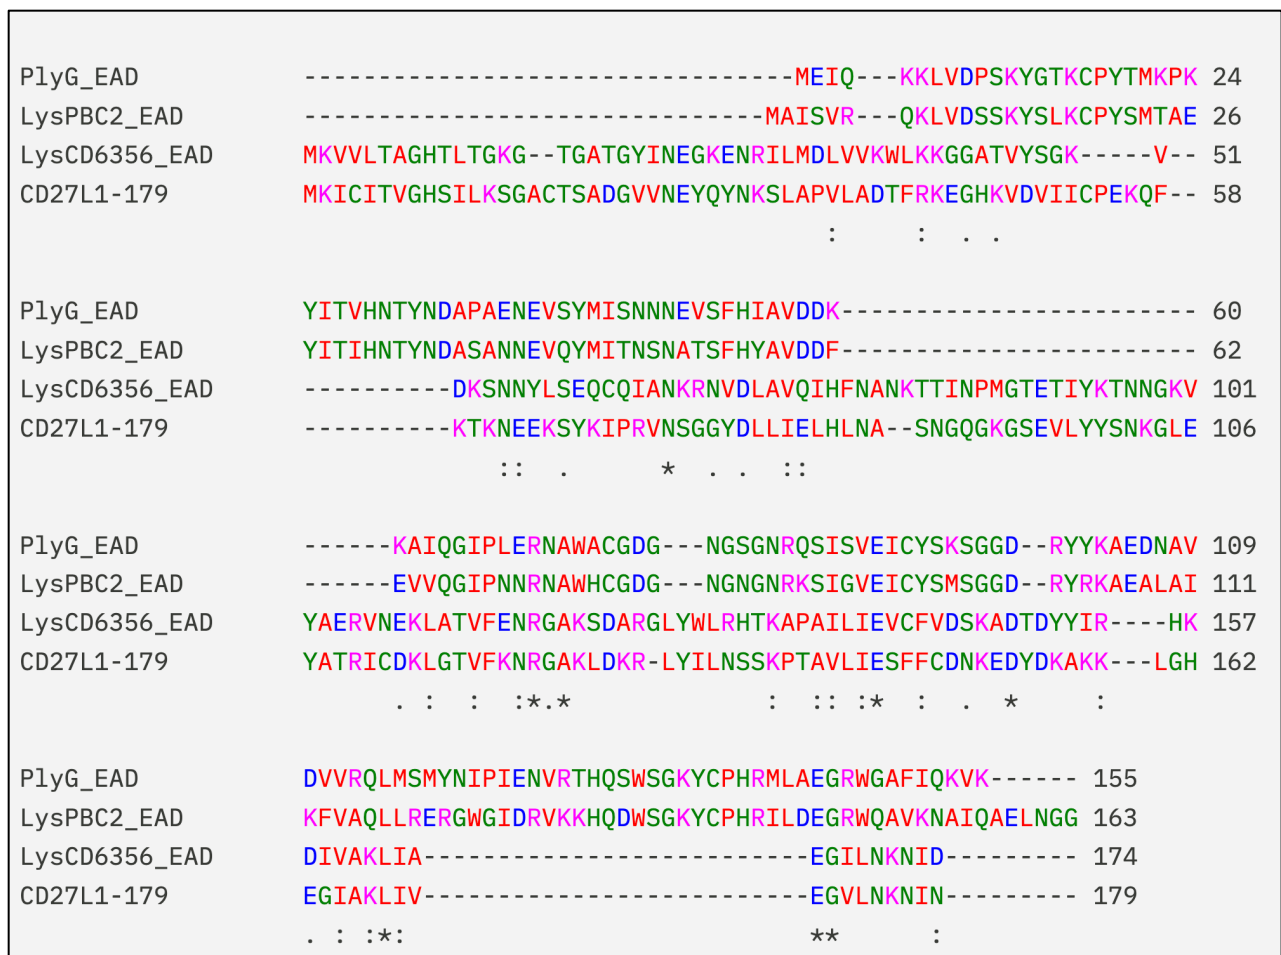 PlyG_EAD ---------------------------------MEIQ---KKLVDPSKYGTKCPYTMKPK 24
LysPBC2_EAD -------------------------------MAISVR---QKLVDSSKYSLKCPYSMTAE 26
LysCD6356_EAD MKVVLTAGHTLTGKG--TGATGYINEGKENRILMDLVVKWLKKGGATVYSGK-----V-- 51
CD27L1-179 MKICITVGHSILKSGACTSADGVVNEYQYNKSLAPVLADTFRKEGHKVDVIICPEKQF-- 58
: : . .
PlyG_EAD YITVHNTYNDAPAENEVSYMISNNNEVSFHIAVDDK------------------------ 60
LysPBC2_EAD YITIHNTYNDASANNEVQYMITNSNATSFHYAVDDF------------------------ 62
LysCD6356_EAD ----------DKSNNYLSEQCQIANKRNVDLAVQIHFNANKTTINPMGTETIYKTNNGKV 101
CD27L1-179 ----------KTKNEEKSYKIPRVNSGGYDLLIELHLNA--SNGQGKGSEVLYYSNKGLE 106
:: . * . . ::
PlyG_EAD ------KAIQGIPLERNAWACGDG---NGSGNRQSISVEICYSKSGGD--RYYKAEDNAV 109
LysPBC2_EAD ------EVVQGIPNNRNAWHCGDG---NGNGNRKSIGVEICYSMSGGD--RYRKAEALAI 111
LysCD6356_EAD YAERVNEKLATVFENRGAKSDARGLYWLRHTKAPAILIEVCFVDSKADTDYYIR----HK 157
CD27L1-179 YATRICDKLGTVFKNRGAKLDKR-LYILNSSKPTAVLIESFFCDNKEDYDKAKK---LGH 162
. : : :*.* : :: :* : . * :
PlyG_EAD DVVRQLMSMYNIPIENVRTHQSWSGKYCPHRMLAEGRWGAFIQKVK------ 155
LysPBC2_EAD KFVAQLLRERGWGIDRVKKHQDWSGKYCPHRILDEGRWQAVKNAIQAELNGG 163
LysCD6356_EAD DIVAKLIA--------------------------EGILNKNID--------- 174
CD27L1-179 EGIAKLIV--------------------------EGVLNKNIN--------- 179
. : :*: ** :